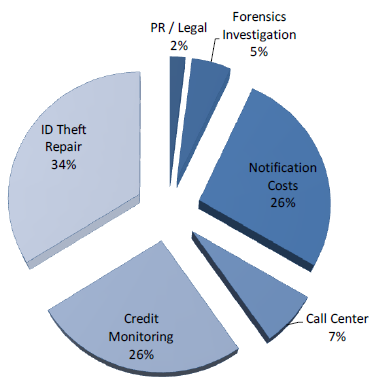 PR / Legal
2%
Forensics
Investigation
5%
Notification
Costs
26%
Call Center
7%
Credit
Monitoring
26%
ID Theft
Repair
34%